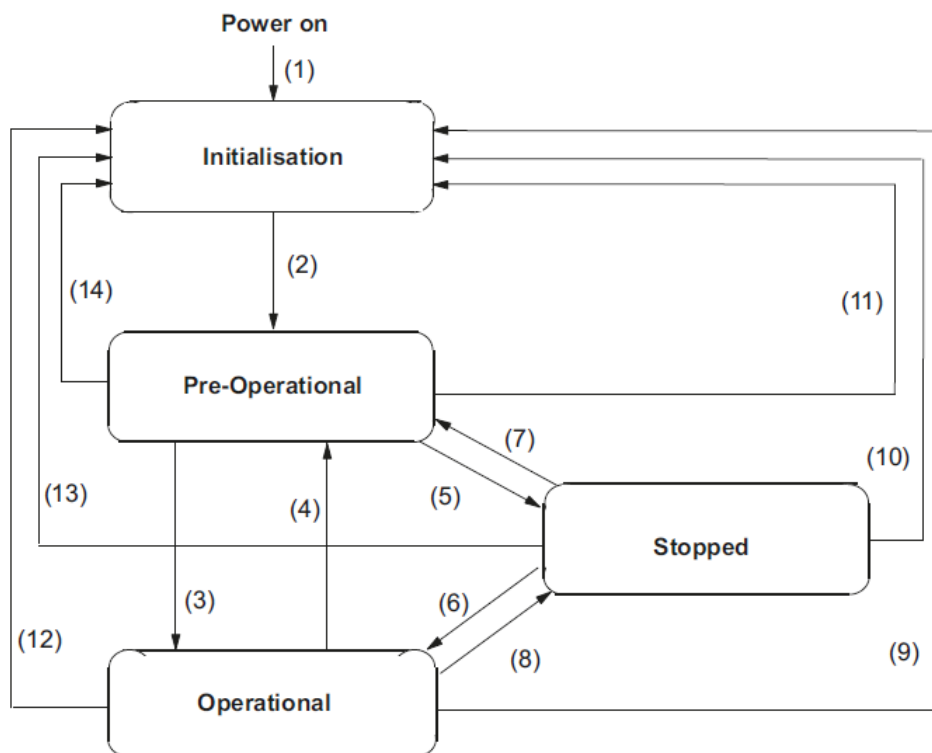 Power on
(1)
Initialisation
(2)
(14)
(11)
Pre-Operational
(7)
(10)
(13)
(5)
(4)
Stopped
(3)
(6)
(12)
(8)
(9)
Operational